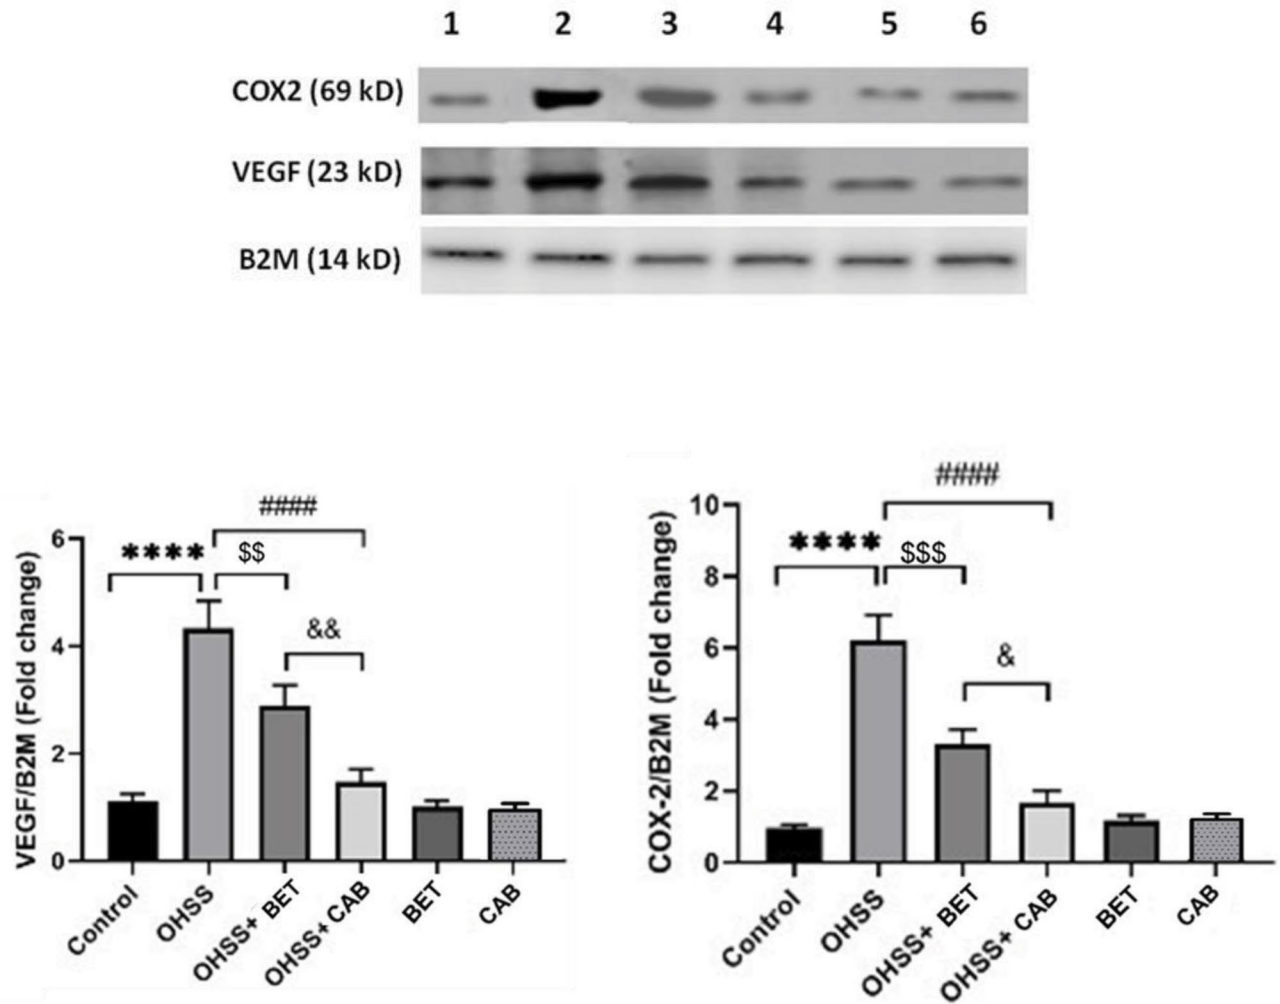 1 2 3 4 5 6
COX2 (69 kD)
VEGF (23 kD)
B2M (14 kD)
VEGF/B2M (Fold change)
6
4
2
0
####
**** $$
&&
Control
OHSS
OHSS+ BET
OHSS+ CAB
BET
CAB
COX-2/B2M (Fold change)
10
8
6
4
2
0
####
**** $$$
&
Control
OHSS
OHSS+ BET
OHSS+ CAB
BET
CAB